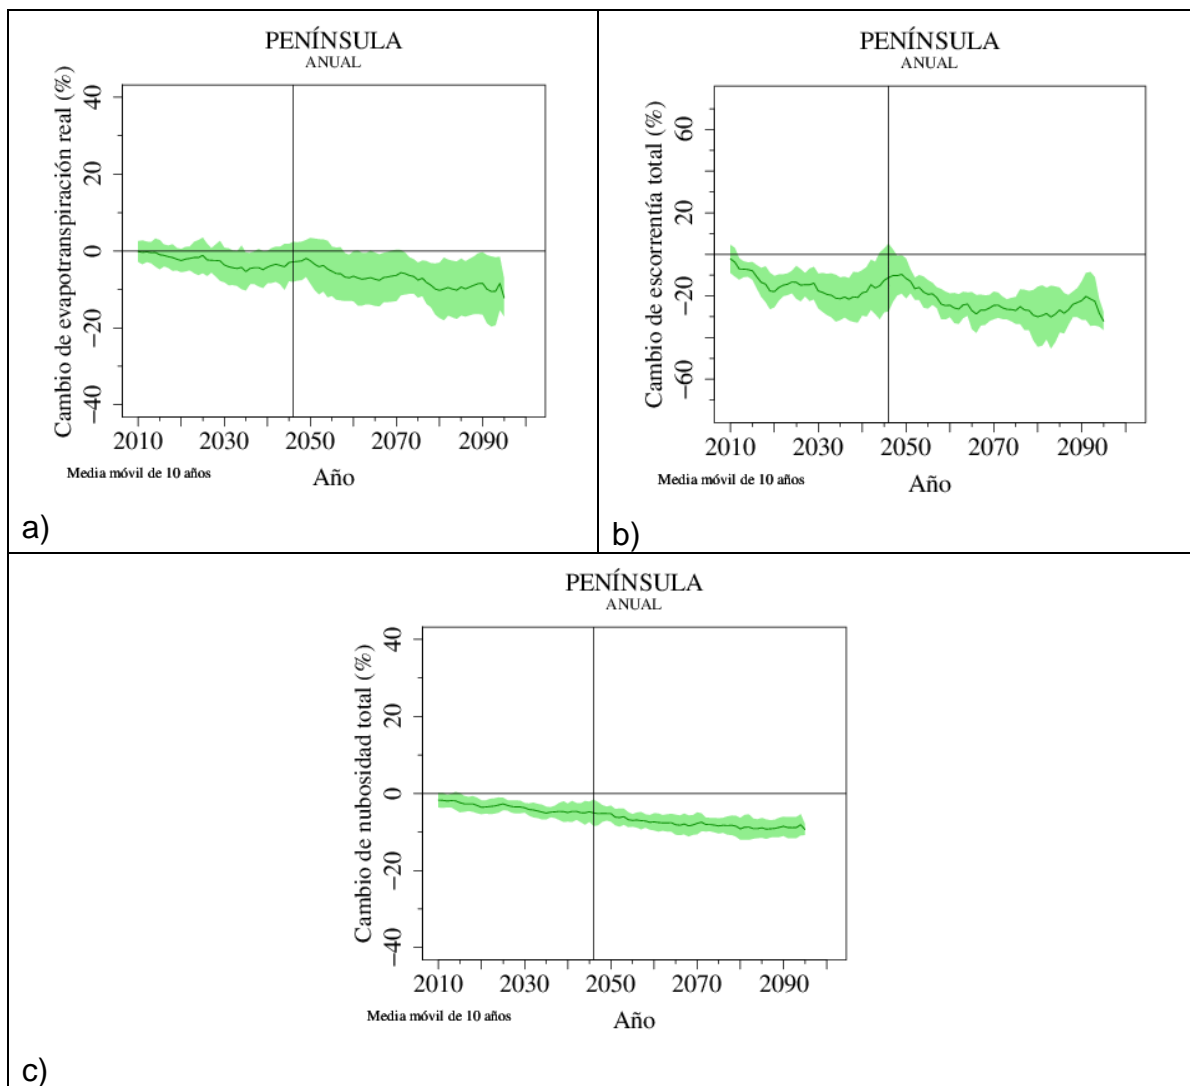 PENÍNSULA
ANUAL
Cambio de evapotranspiración real (%)
40
20
0
−20
−40
2010 2030 2050 2070 2090
Media móvil de 10 años
Año
a)
PENÍNSULA
ANUAL
Cambio de escorrentía total (%)
60
20
−20
−60
2010 2030 2050 2070 2090
Media móvil de 10 años
Año
b)
PENÍNSULA
ANUAL
Cambio de nubosidad total (%)
40
20
0
−20
−40
2010 2030 2050 2070 2090
Media móvil de 10 años
Año
c)